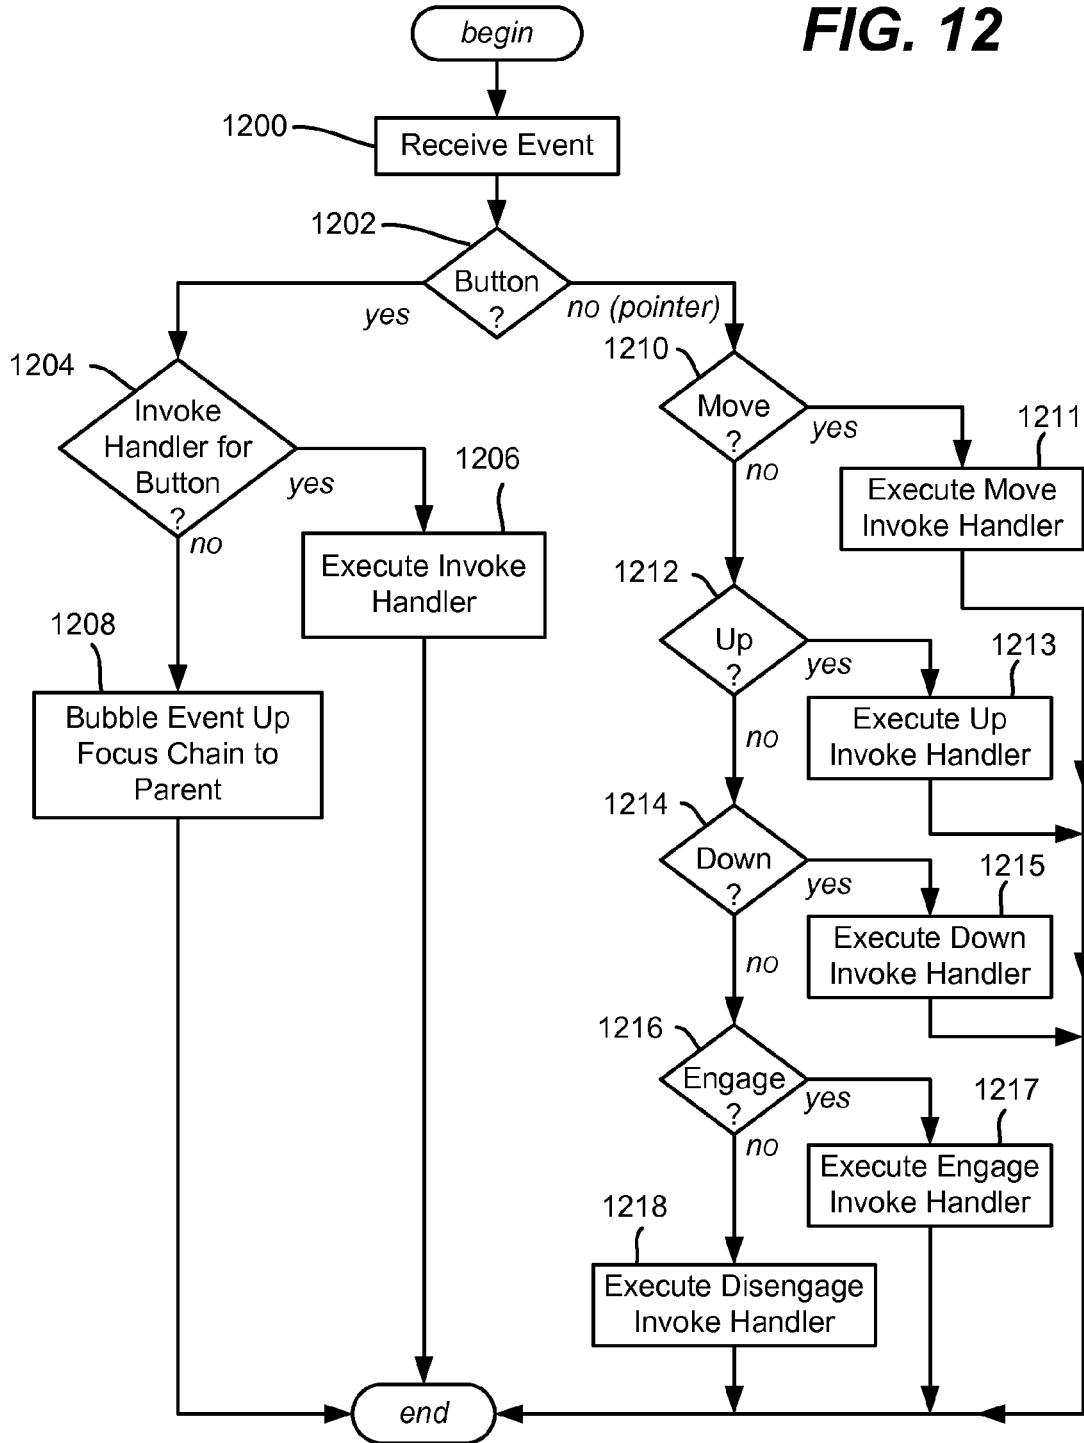 FIG. 12
begin
1200
Receive Event
1202
Button
?
yes
no (pointer)
1204
Invoke
Handler for
Button
?
yes
no
1206
Execute Invoke
Handler
1208
Bubble Event Up
Focus Chain to
Parent
1210
Move
?
yes
no
1211
Execute Move
Invoke Handler
1212
Up
?
yes
no
1213
Execute Up
Invoke Handler
1214
Down
?
yes
no
1215
Execute Down
Invoke Handler
1216
Engage
?
yes
no
1217
Execute Engage
Invoke Handler
1218
Execute Disengage
Invoke Handler
end